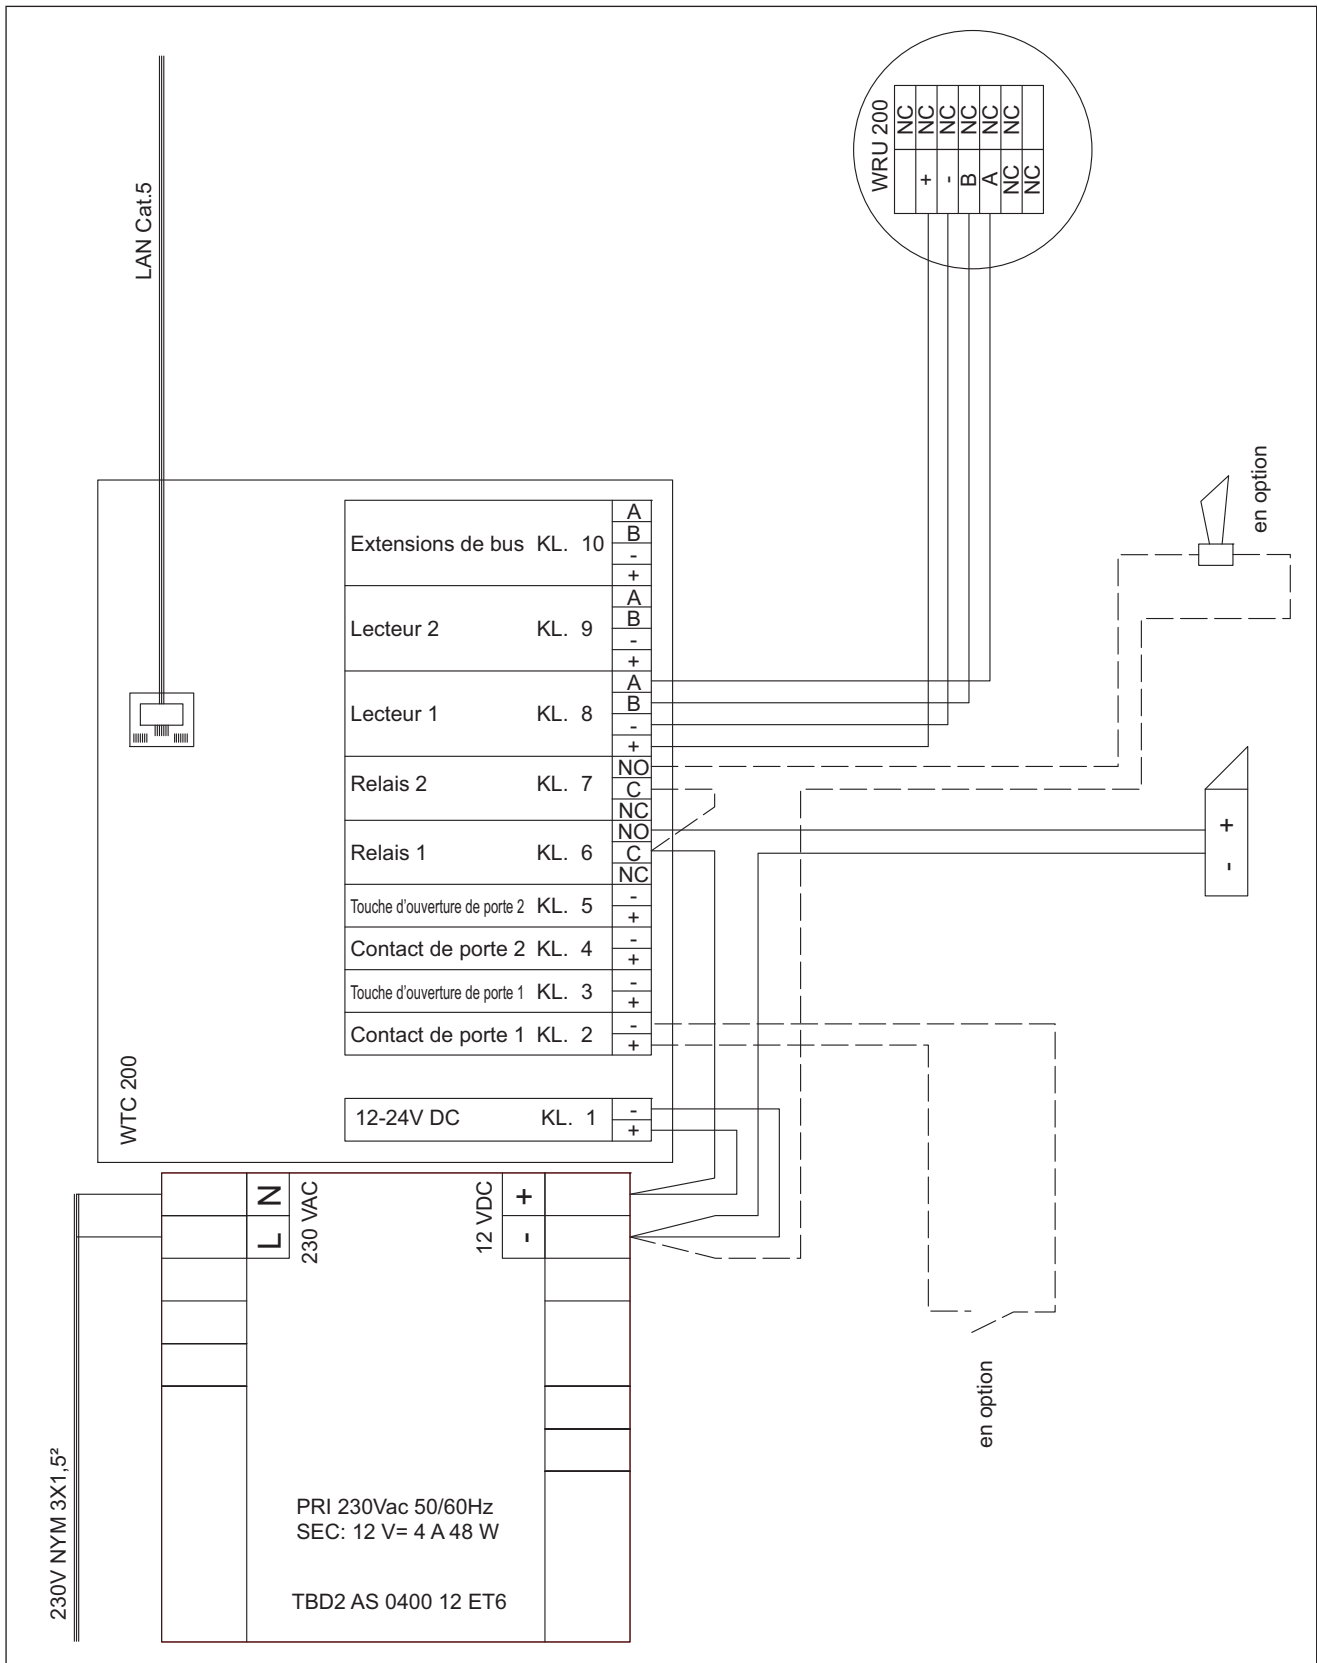 LAN Cat.5
WRU 200
NC
NC
NC
NC
NC
NC
+
-
B
A
NC
NC
en option
Extensions de bus KL. 10
A
B
-
+
Lecteur 2 KL. 9
A
B
-
+
Lecteur 1 KL. 8
A
B
-
+
Relais 2 KL. 7
NO
C
NC
Relais 1 KL. 6
NO
C
NC
Touche d'ouverture de porte 2 KL. 5
-
+
Contact de porte 2 KL. 4
-
+
Touche d'ouverture de porte 1 KL. 3
-
+
Contact de porte 1 KL. 2
-
+
12-24V DC KL. 1
-
+
WTC 200
+
-
N
L
230 VAC
12 VDC
+
-
en option
230V NYM 3X1,5²
PRI 230Vac 50/60Hz
SEC: 12 V= 4 A 48 W
TBD2 AS 0400 12 ET6